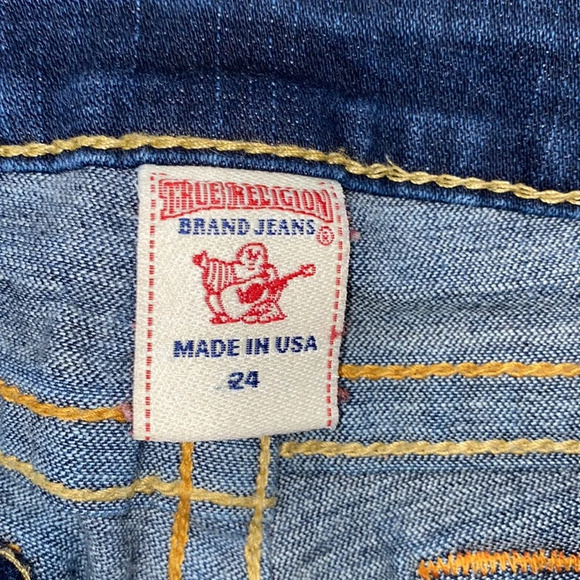 TRUE RELIGION
BRAND JEANS ®
MADE IN USA
24